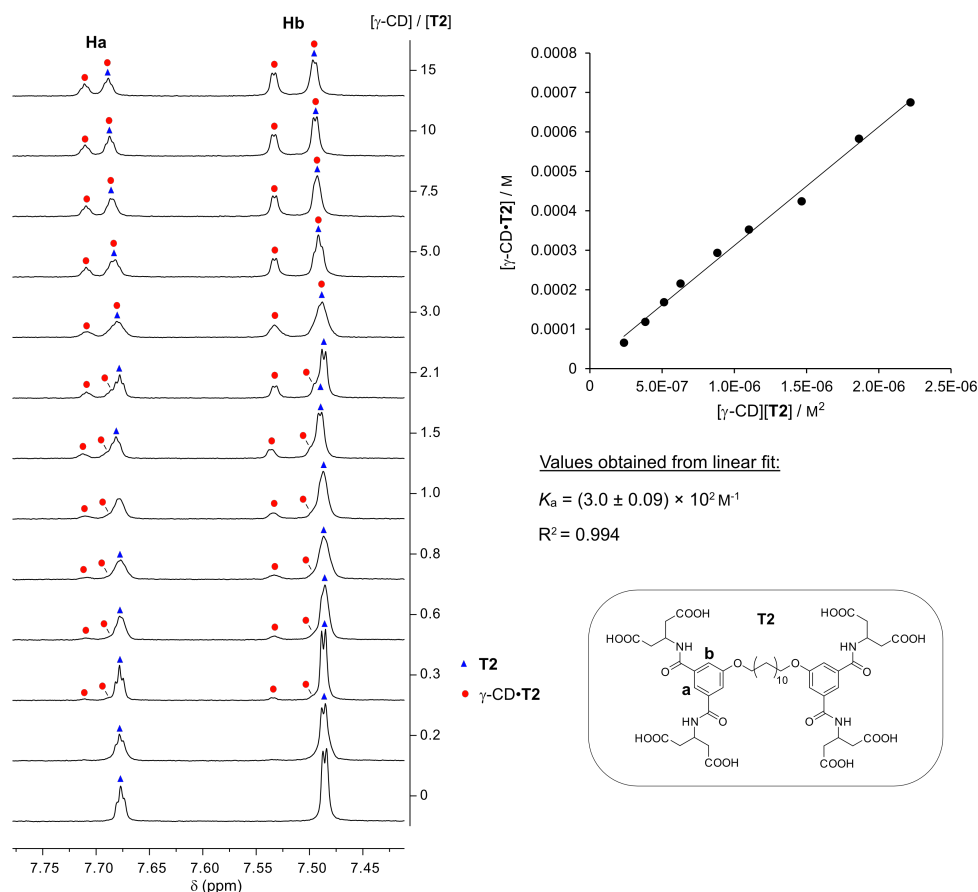 Ha
Hb
[γ-CD] / [T2]
15
10
7.5
5.0
3.0
2.1
1.5
1.0
0.8
0.6
0.3
0.2
0
7.75
7.70
7.65
7.60
7.55
7.50
7.45
δ (ppm)
T2
γ-CD•T2
0.0008
0.0007
0.0006
0.0005
0.0004
0.0003
0.0002
0.0001
0
[γ-CD•T2] / M
0
5.0E-07
1.0E-06
1.5E-06
2.0E-06
2.5E-06
[γ-CD][T2] / M²
Values obtained from linear fit:
Kₐ = (3.0 ± 0.09) × 10² M⁻¹
R² = 0.994
T2
COOH
HOOC
NH
O
b
a
O
10
O
O
NH
HOOC
COOH
HOOC
COOH
O
NH
HOOC
COOH
O
NH
COOH
COOH